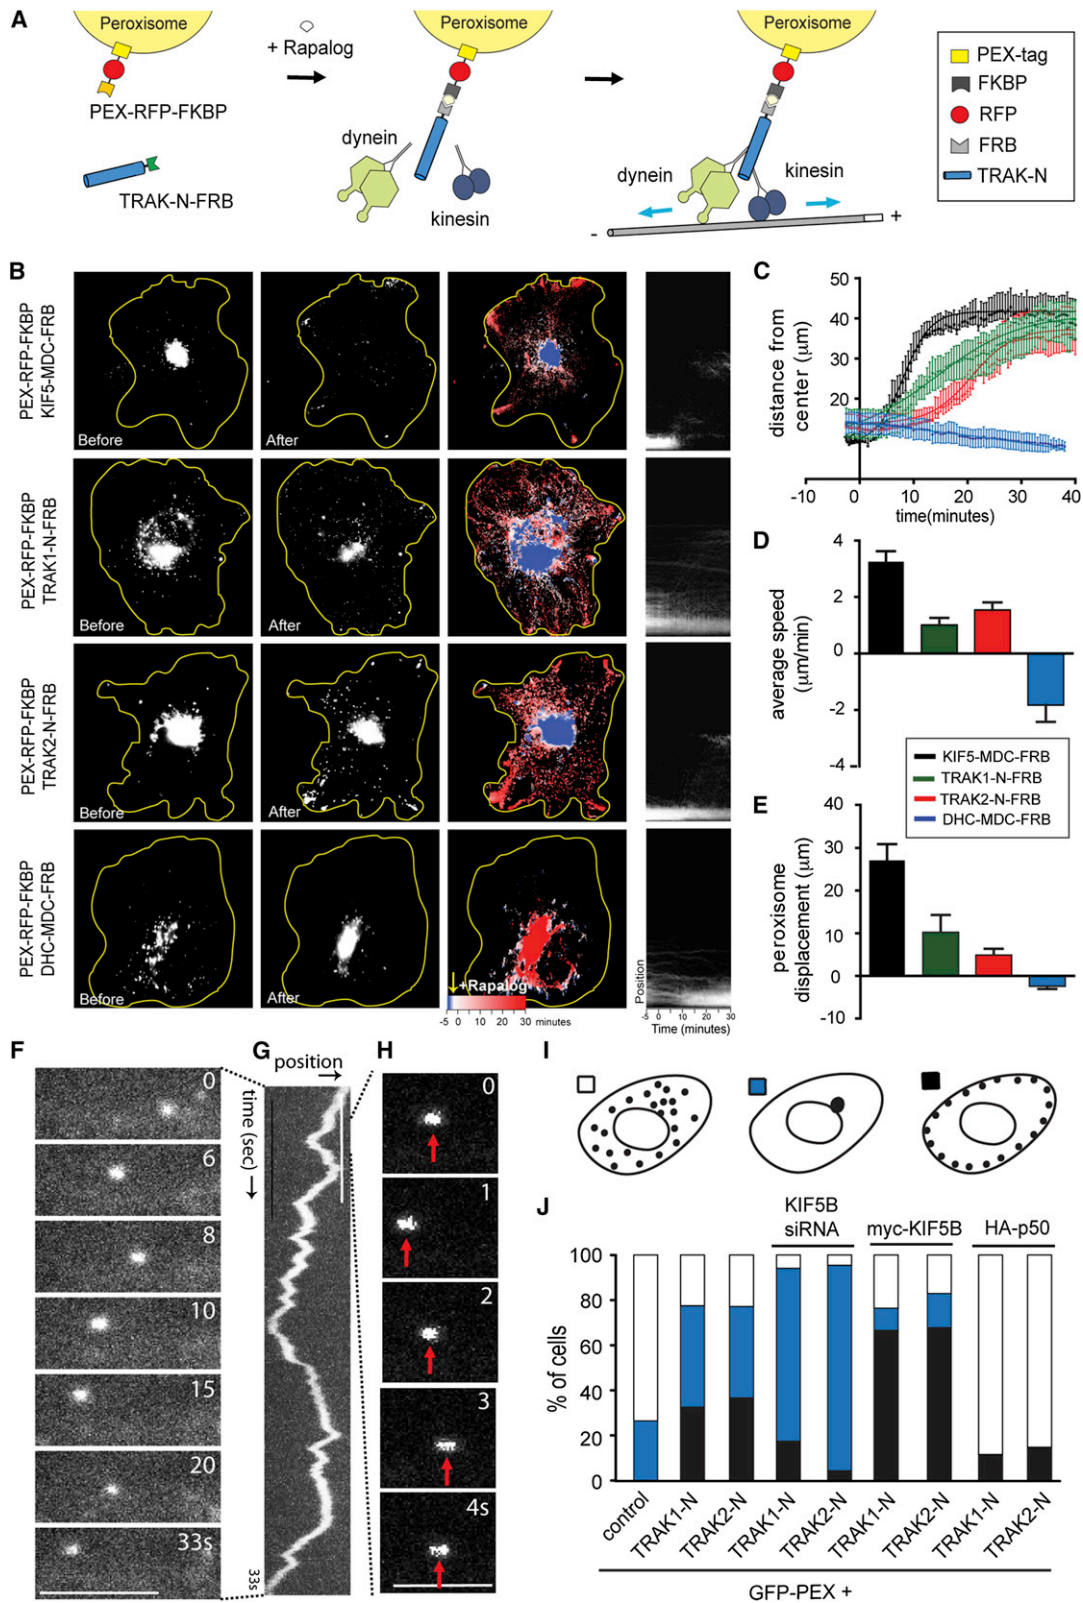 A
Peroxisome
PEX-RFP-FKBP
TRAK-N-FRB
+ Rapalog
Peroxisome
dynein
kinesin
Peroxisome
dynein
kinesin
-
+
PEX-tag
FKBP
RFP
FRB
TRAK-N
B
PEX-RFP-FKBP
KIF5-MDC-FRB
Before
After
PEX-RFP-FKBP
TRAK1-N-FRB
Before
After
PEX-RFP-FKBP
TRAK2-N-FRB
Before
After
PEX-RFP-FKBP
DHC-MDC-FRB
Before
After
+Rapalog
-5 0 10 20 30 minutes
Position
-5 0 10 20 30
Time (minutes)
C
distance from
center (μm)
50
40
30
20
-10 0 10 20 30 40
time(minutes)
D
average speed
(μm/min)
4
2
0
-2
-4
KIF5-MDC-FRB
TRAK1-N-FRB
TRAK2-N-FRB
DHC-MDC-FRB
E
peroxisome
displacement (μm)
40
30
20
10
0
-10
F
0
6
8
10
15
20
33s
G
position
time (sec)
33s
H
0
1
2
3
4s
I
J
KIF5B
siRNA
myc-KIF5B
HA-p50
% of cells
100
80
60
40
20
0
control
TRAK1-N
TRAK2-N
TRAK1-N
TRAK2-N
TRAK1-N
TRAK2-N
TRAK1-N
TRAK2-N
GFP-PEX +